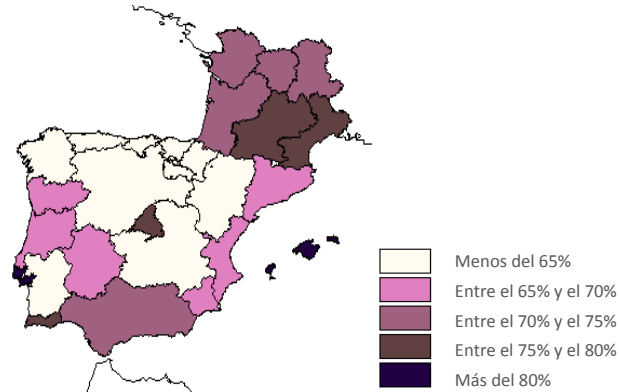 Menos del 65%
Entre el 65% y el 70%
Entre el 70% y el 75%
Entre el 75% y el 80%
Más del 80%